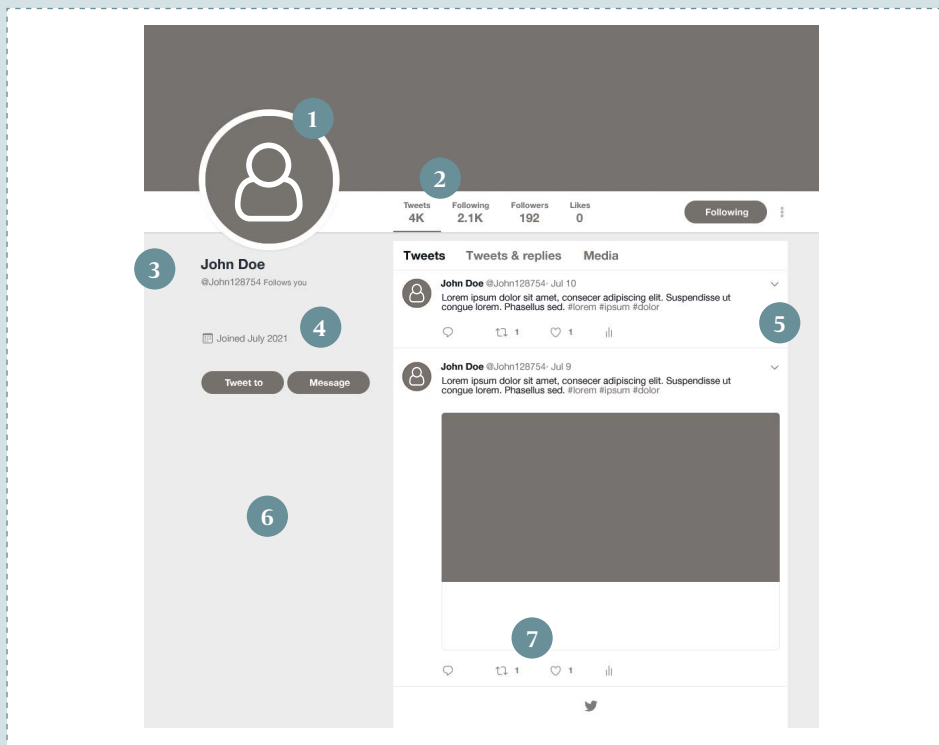 1
2
Tweets Following Followers Likes
4K 2.1K 192 0
Following
3
John Doe
@John128754 Follows you
4
Joined July 2021
Tweet to Message
6
Tweets Tweets & replies Media
John Doe @John128754· Jul 10
Lorem ipsum dolor sit amet, consecer adipiscing elit. Suspendisse ut
congue lorem. Phasellus sed. #lorem #ipsum #dolor
5
1 1
John Doe @John128754· Jul 9
Lorem ipsum dolor sit amet, consecer adipiscing elit. Suspendisse ut
congue lorem. Phasellus sed. #lorem #ipsum #dolor
7
1 1